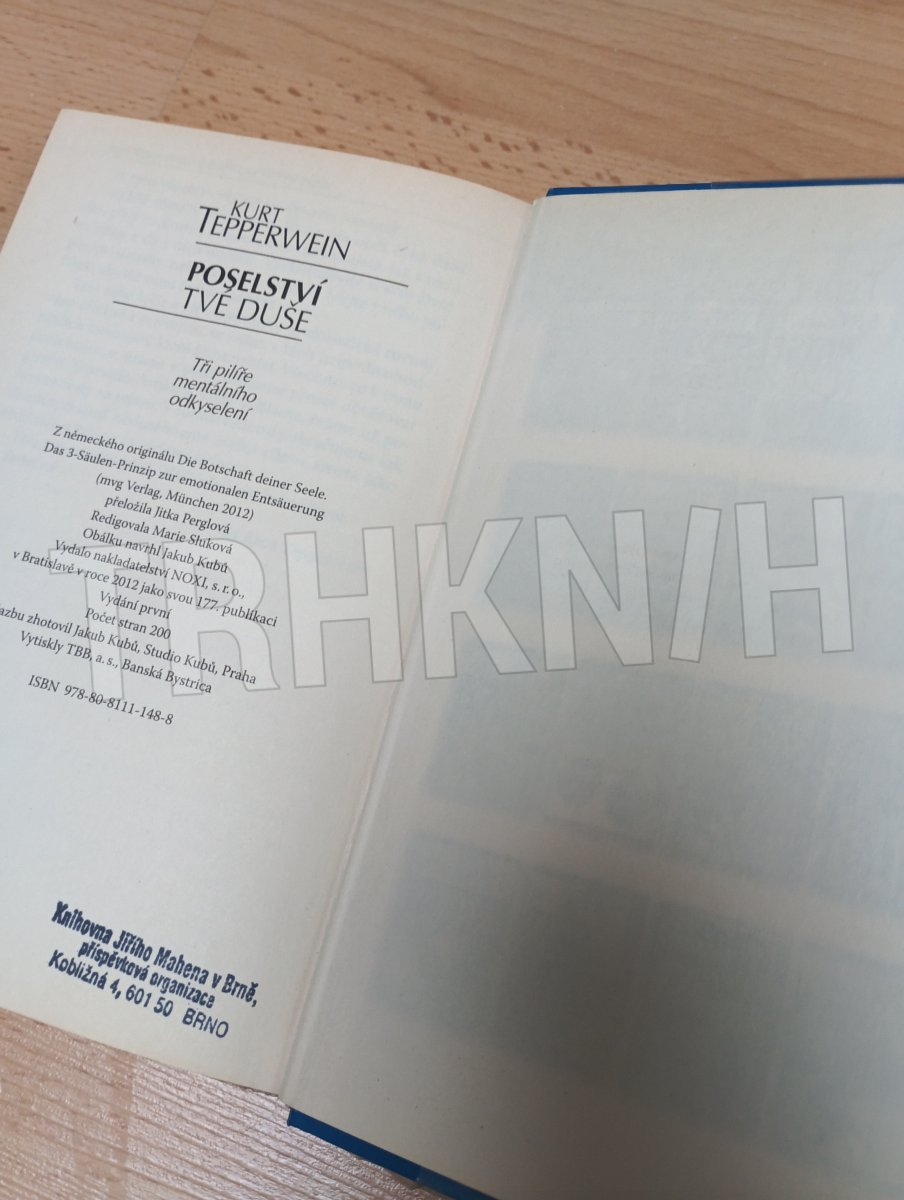 KURT
TEPPERWEIN
POSELSTVÍ
TVÉ DUŠE
Tři pilíře
mentálního
odkyselení
Z německého originálu Die Botschaft deiner Seele.
Das 3-Säulen-Prinzip zur emotionalen Entsäuerung
(mvg Verlag, München 2012)
přeložila Jitka Perglová
Redigovala Marie Sluková
Obálku navrhl Jakub Kubů
Vydalo nakladatelství NOXI, s. r. o.,
v Bratislavě v roce 2012 jako svou 177. publikaci
Vydání první
Počet stran 200
azbu zhotovil Jakub Kubů, Studio Kubů, Praha
Vytiskly TBB, a. s., Banská Bystrica
ISBN 978-80-8111-148-8
TRHKNIH
Knihovna Jiřího Mahena v Brně,
příspěvková organizace
Kobližná 4, 601 50 BRNO